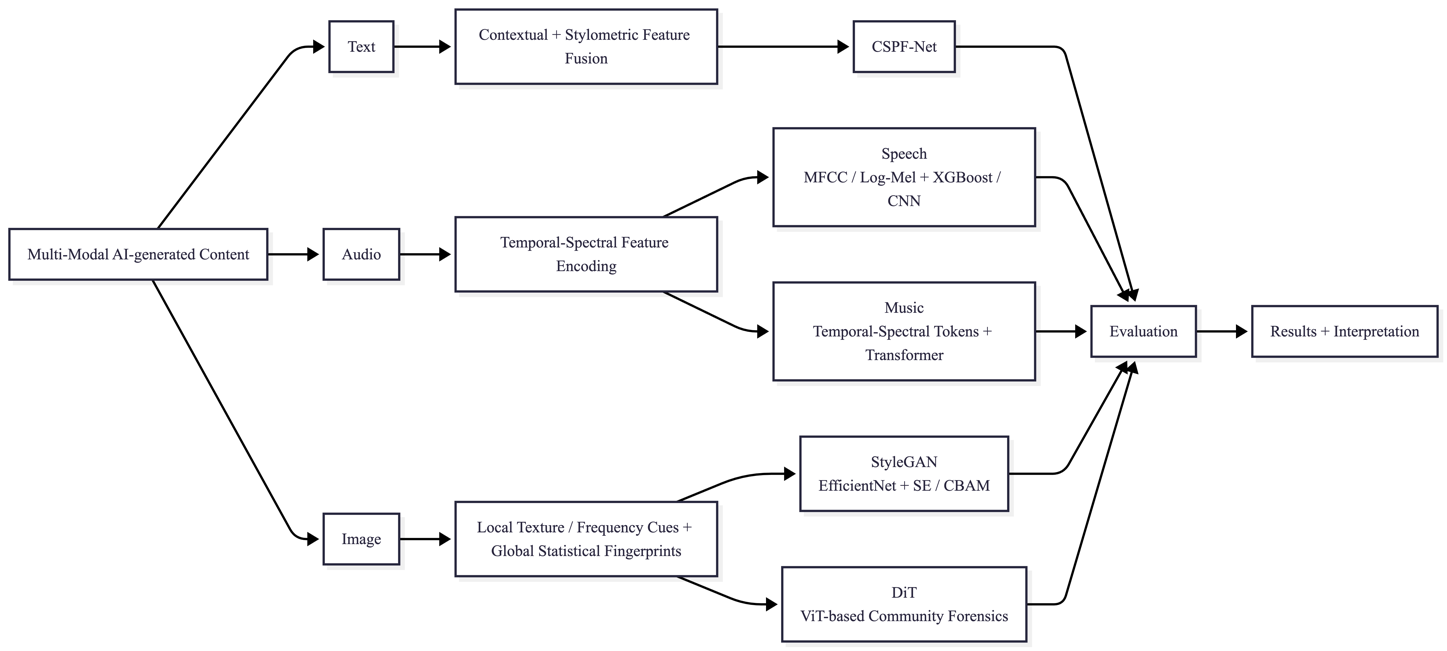 Text
Contextual + Stylometric Feature
Fusion
CSPF-Net
Speech
MFCC / Log-Mel + XGBoost /
CNN
Multi-Modal AI-generated Content
Audio
Temporal-Spectral Feature
Encoding
Music
Temporal-Spectral Tokens +
Transformer
Evaluation
Results + Interpretation
StyleGAN
EfficientNet + SE / CBAM
Image
Local Texture / Frequency Cues +
Global Statistical Fingerprints
DiT
ViT-based Community Forensics